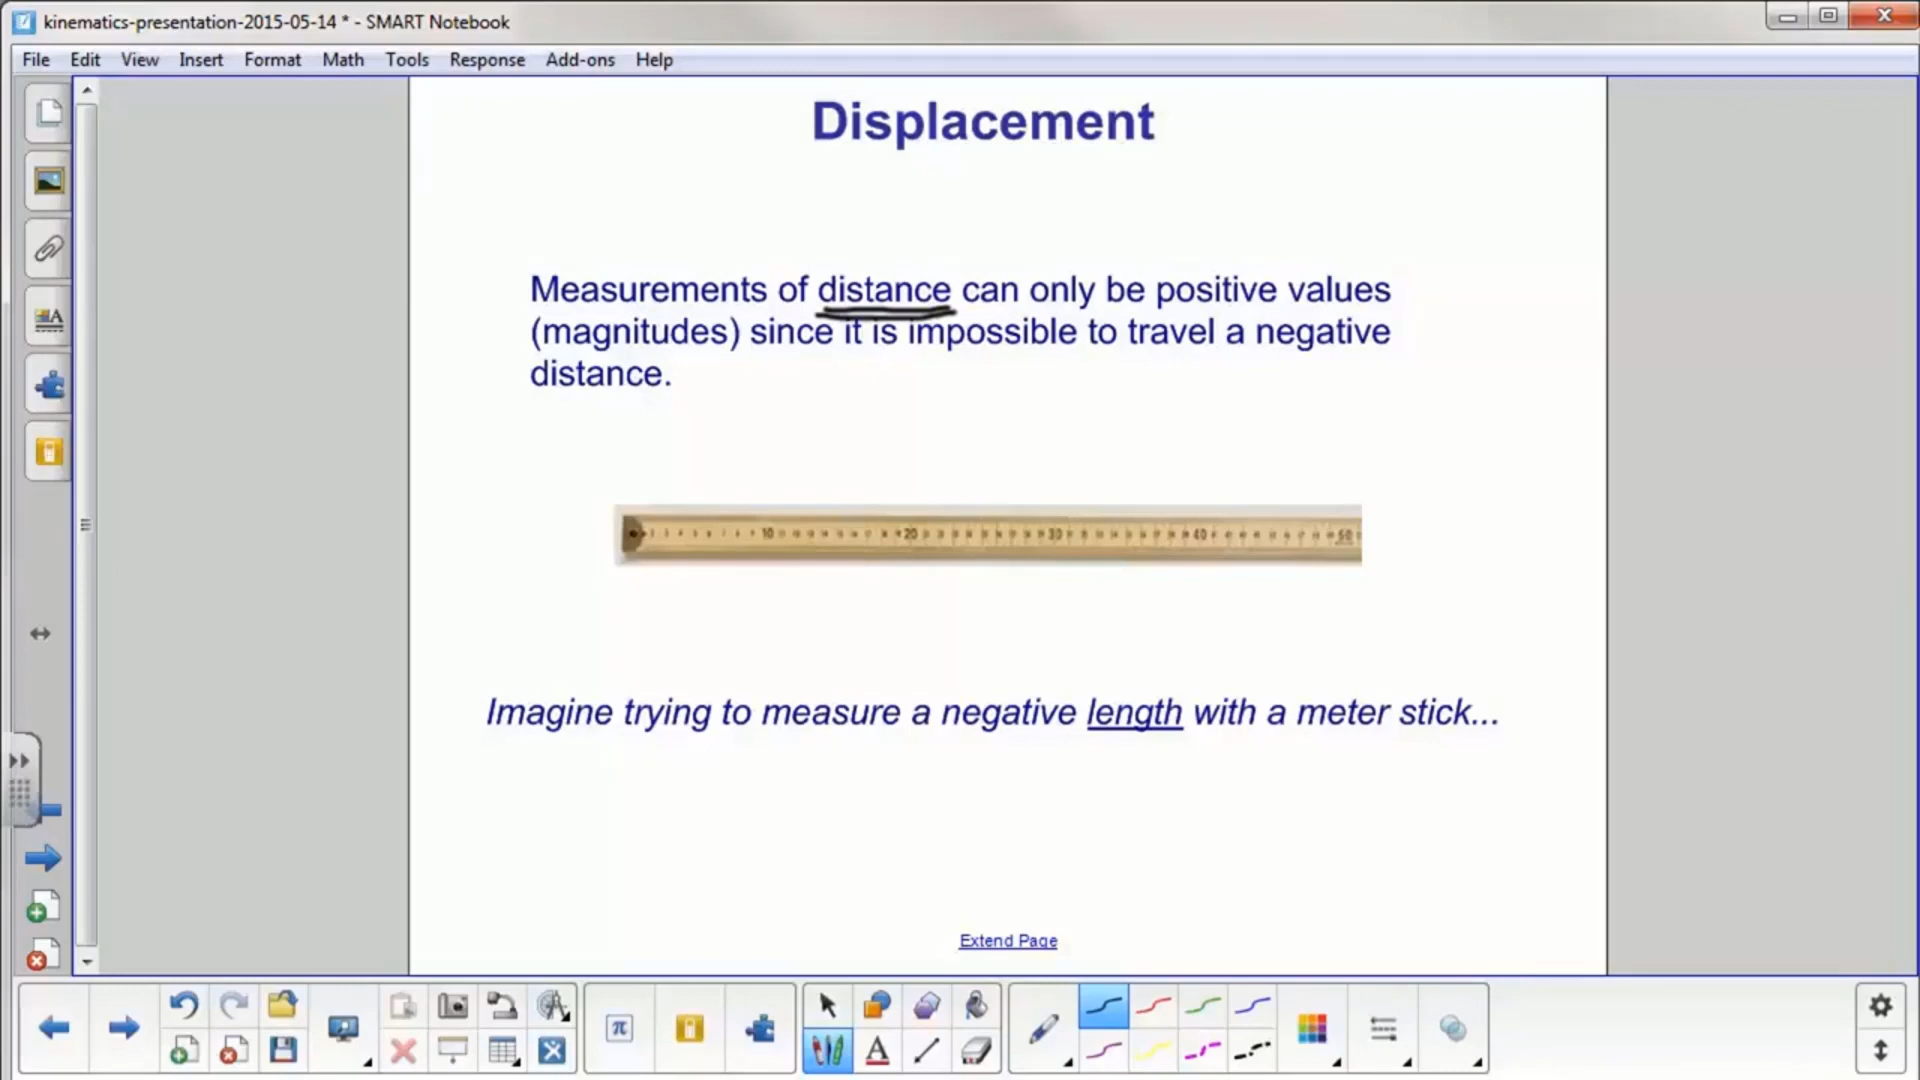 kinematics-presentation-2015-05-14 * - SMART Notebook
File Edit View Insert Format Math Tools Response Add-ons Help
Displacement
Measurements of distance can only be positive values
(magnitudes) since it is impossible to travel a negative
distance.
10 20 30 40 50
Imagine trying to measure a negative length with a meter stick...
Extend Page
π
A